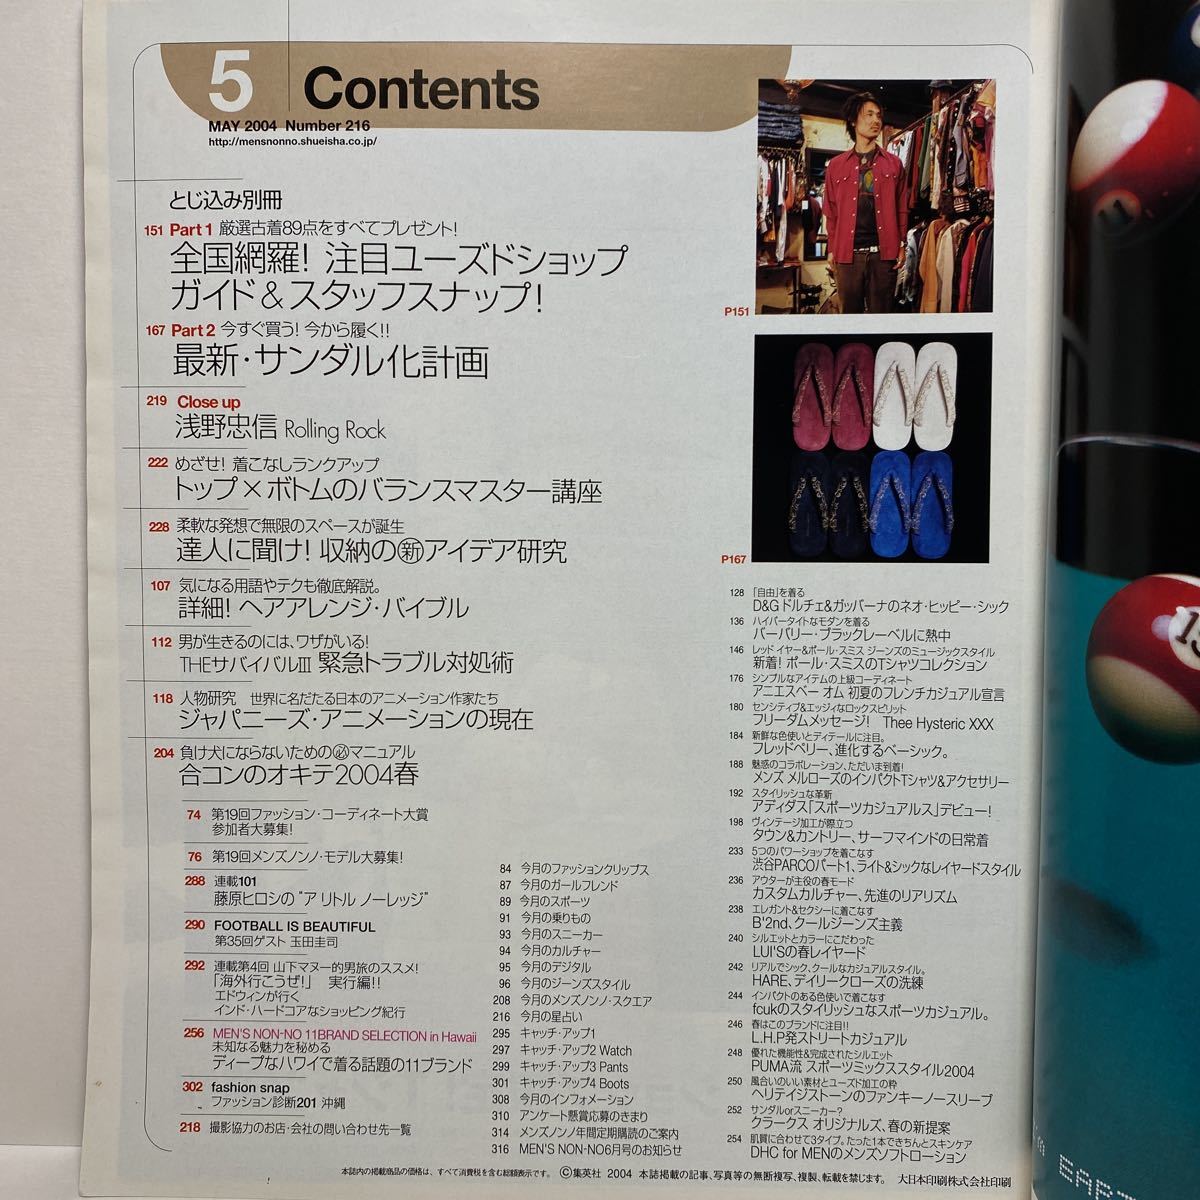 5 Contents
MAY 2004 Number 216
http://mensnonno.shueisha.co.jp/
とじ込み別冊
151 Part 1 厳選古着89点をすべてプレゼント!
全国網羅! 注目ユーズドショップ
ガイド&スタッフスナップ!
167 Part 2 今すぐ買う! 今から履く!!
最新・サンダル化計画
219 Close up
浅野忠信 Rolling Rock
222 めざせ! 着こなしランクアップ
トップ×ボトムのバランスマスター講座
228 柔軟な発想で無限のスペースが誕生
達人に聞け! 収納の㊟アイデア研究
107 気になる用語やテクも徹底解説。
詳細! ヘアアレンジ・バイブル
112 男が生きるのには、ワザがいる!
THEサバイバルIII 緊急トラブル対処術
118 人物研究 世界に名だたる日本のアニメーション作家たち
ジャパニーズ・アニメーションの現在
204 負け犬にならないための㊙マニュアル
合コンのオキテ2004春
74 第19回ファッション・コーディネート大賞
参加者大募集!
76 第19回メンズノンノ・モデル大募集!
288 連載101
藤原ヒロシの"ア リトル ノーレッジ"
290 FOOTBALL IS BEAUTIFUL
第35回ゲスト 玉田圭司
292 連載第4回 山下マヌー的男旅のススメ!
「海外行こうぜ!」 実行編!!
エドウィンが行く
インド・ハードコアなショッピング紀行
256 MEN'S NON-NO 11BRAND SELECTION in Hawaii
未知なる魅力を秘める
ディープなハワイで着る話題の11ブランド
302 fashion snap
ファッション診断201 沖縄
218 撮影協力のお店・会社の問い合わせ先一覧
84 今月のファッションクリップス
87 今月のガールフレンド
89 今月のスポーツ
91 今月の乗りもの
93 今月のスニーカー
94 今月のカルチャー
95 今月のデジタル
96 今月のジーンズスタイル
208 今月のメンズノンノ・スクエア
216 今月の星占い
295 キャッチ・アップ1
297 キャッチ・アップ2 Watch
299 キャッチ・アップ3 Pants
301 キャッチ・アップ4 Boots
308 今月のインフォメーション
310 アンケート懸賞応募のきまり
314 メンズノンノ年間定期購読のご案内
316 MEN'S NON-NO6月号のお知らせ
P151
P167
128 「自由」を着る
D&G ドルチェ&ガッバーナのネオ・ヒッピー・シック
136 ハイパータイトなモダンを着る
バーバリー・ブラックレーベルに熱中
146 レッド イヤー&ポール・スミス ジーンズのミュージックスタイル
新着! ポール・スミスのTシャツコレクション
176 シンプルなアイテムの上級コーディネート
アニエスベー オム 初夏のフレンチカジュアル宣言
180 センシティブ&エッジィなロックスピリット
フリーダムメッセージ! Thee Hysteric XXX
184 新鮮な色使いとディテールに注目。
フレッドペリー、進化するベーシック。
188 魅惑のコラボレーション、ただいま到着!
メンズ メルローズのインパクトTシャツ&アクセサリー
192 スタイリッシュな革新
アディダス「スポーツカジュアルス」デビュー!
198 ヴィンテージ加工が際立つ
タウン&カントリー、サーフマインドの日常着
233 5つのパワーショップを着こなす
渋谷PARCOパート1、ライト&シックなレイヤードスタイル
236 アウターが主役の春モード
カスタムカルチャー、先進のリアリズム
238 エレガント&セクシーに着こなす
B'2nd、クールジーンズ主義
240 シルエットとカラーにこだわった
LUI'Sの春レイヤード
242 リアルでシック、クールなカジュアルスタイル。
HARE、デイリークローズの洗練
244 インパクトのある色使いで着こなす
fcukのスタイリッシュなスポーツカジュアル。
246 春はこのブランドに注目!!
L.H.P発ストリートカジュアル
248 優れた機能性&完成されたシルエット
PUMA流 スポーツミックススタイル2004
250 風合いのいい素材とユーズド加工の粋
ヘリテイジストーンのファンキーノースリーブ
252 サンダルorスニーカー?
クラークス オリジナルズ、春の新提案
254 肌質に合わせて3タイプ。たった1本できちんとスキンケア
DHC for MENのメンズソフトローション
本誌内の掲載商品の価格は、すべて消費税を含む総額表示です。 ©集英社 2004 本誌掲載の記事、写真等の無断複写、複製、転載を禁じます。 大日本印刷株式会社印刷
11